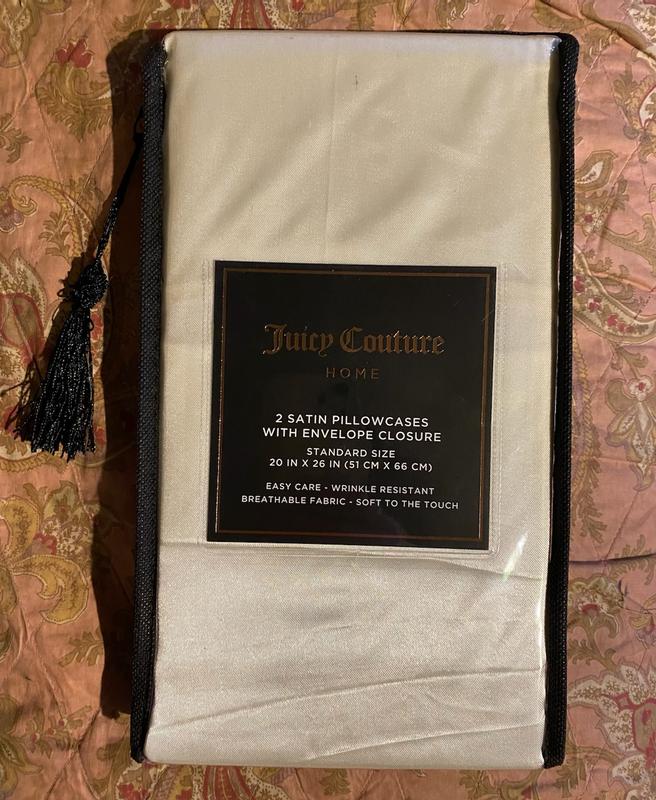 Juicy Couture
HOME
2 SATIN PILLOWCASES
WITH ENVELOPE CLOSURE
STANDARD SIZE
20 IN X 26 IN (51 CM X 66 CM)
EASY CARE - WRINKLE RESISTANT
BREATHABLE FABRIC - SOFT TO THE TOUCH